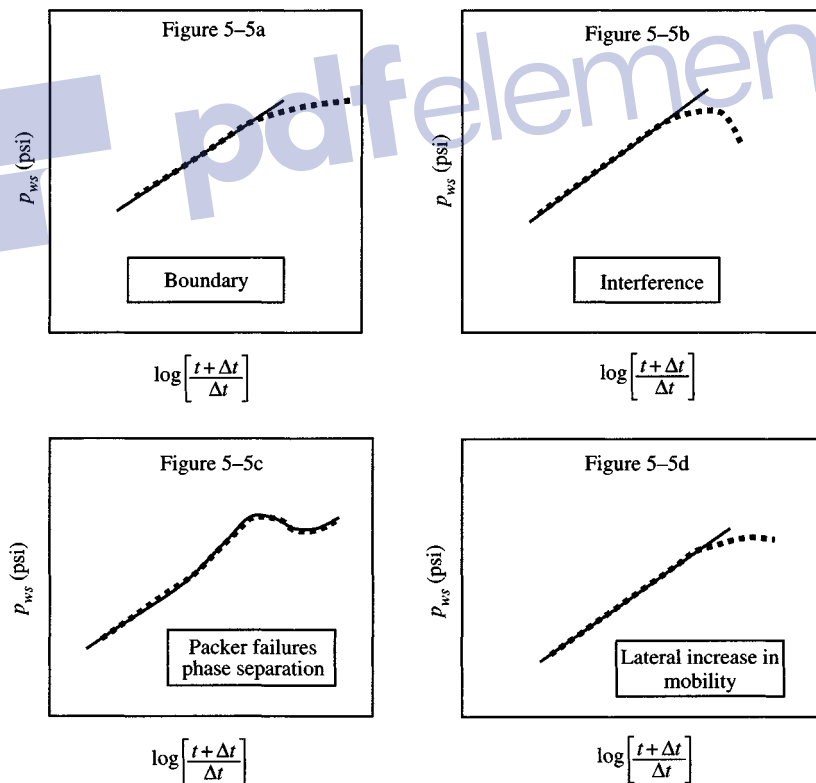 Figure 5–5a
p_ws (psi)
Boundary
log[(t + Δt)/Δt]
Figure 5–5b
p_ws (psi)
Interference
log[(t + Δt)/Δt]
Figure 5–5c
p_ws (psi)
Packer failures
phase separation
log[(t + Δt)/Δt]
Figure 5–5d
p_ws (psi)
Lateral increase in
mobility
log[(t + Δt)/Δt]
pdfelemen